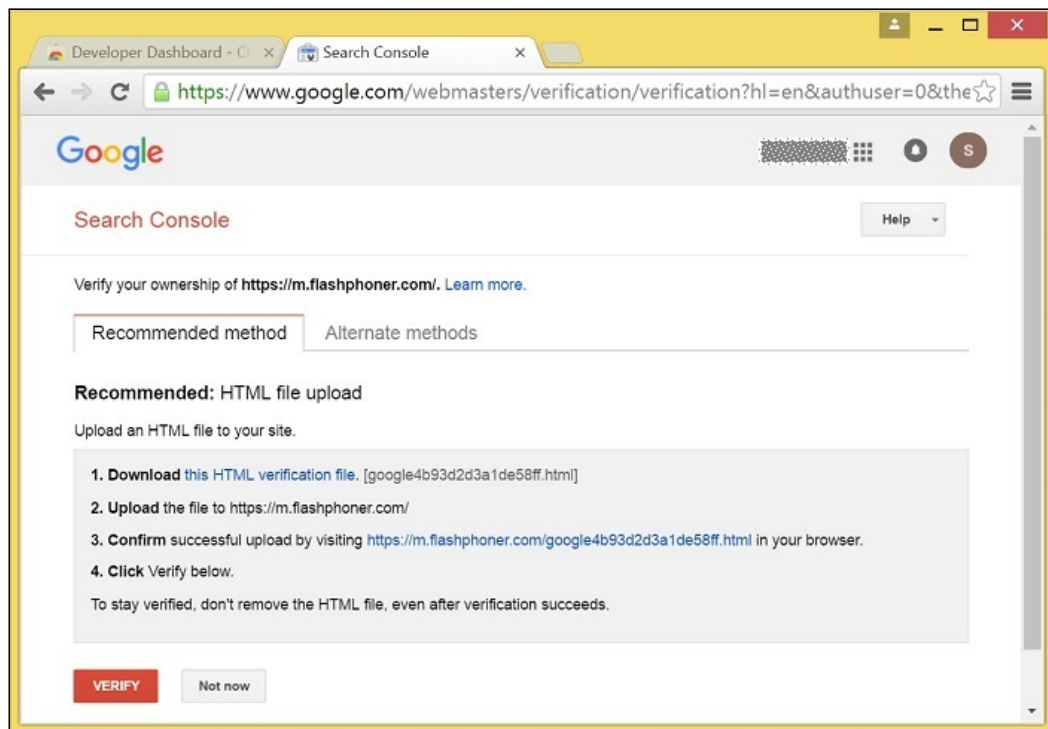 Developer Dashboard - Ch
Search Console
https://www.google.com/webmasters/verification/verification?hl=en&authuser=0&the
Google
S
Search Console
Help
Verify your ownership of https://m.flashphoner.com/. Learn more.
Recommended method
Alternate methods
Recommended: HTML file upload
Upload an HTML file to your site.
1. Download this HTML verification file. [google4b93d2d3a1de58ff.html]
2. Upload the file to https://m.flashphoner.com/
3. Confirm successful upload by visiting https://m.flashphoner.com/google4b93d2d3a1de58ff.html in your browser.
4. Click Verify below.
To stay verified, don't remove the HTML file, even after verification succeeds.
VERIFY
Not now